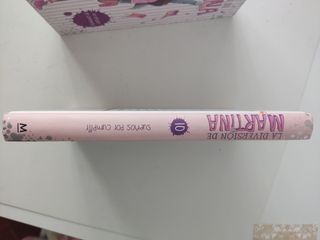 LA DIVERSIÓN DE
MARTINA
10
Sueños por cumplir
M